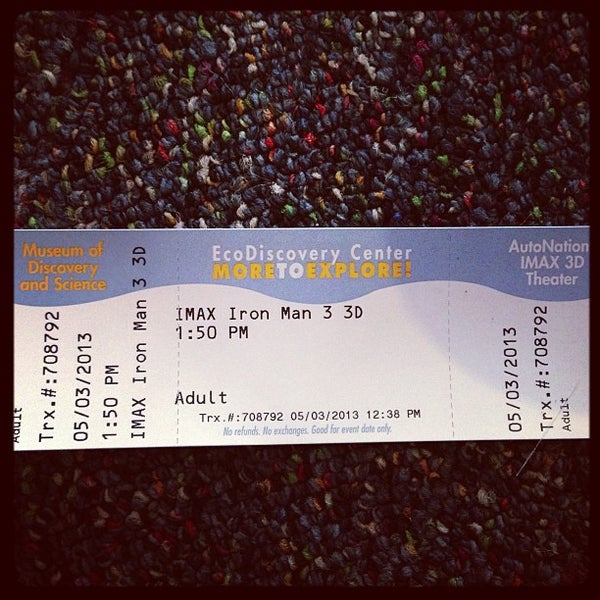 Museum of
Discovery
and Science
Adult
Trx.#:708792
05/03/2013
1:50 PM
IMAX Iron Man 3 3D
EcoDiscovery Center
MORETOEXPLORE!
IMAX Iron Man 3 3D
1:50 PM
Adult
Trx.#:708792 05/03/2013 12:38 PM
No refunds. No exchanges. Good for event date only.
AutoNation
IMAX 3D
Theater
05/03/2013
Trx.#:708792
Adult